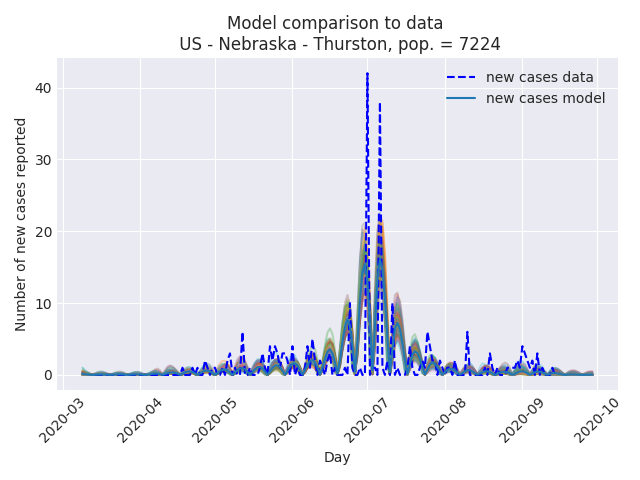 Model comparison to data
US - Nebraska - Thurston, pop. = 7224
new cases data
new cases model
Number of new cases reported
40
30
20
10
0
2020-03
2020-04
2020-05
2020-06
2020-07
2020-08
2020-09
2020-10
Day